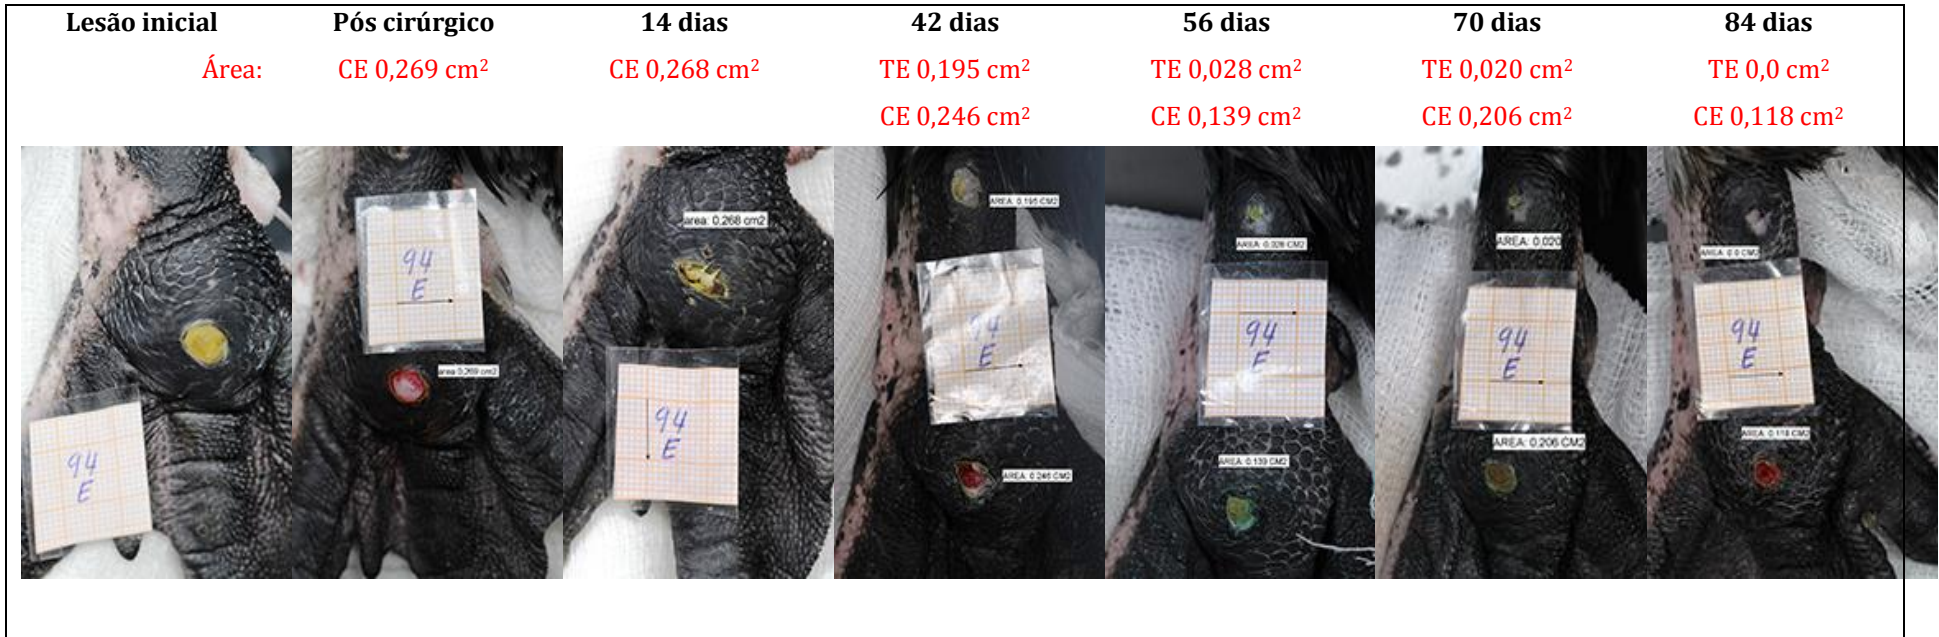 Lesão inicial Pós cirúrgico 14 dias 42 dias 56 dias 70 dias 84 dias
Área: CE 0,269 cm² CE 0,268 cm² TE 0,195 cm² TE 0,028 cm² TE 0,020 cm² TE 0,0 cm²
CE 0,246 cm² CE 0,139 cm² CE 0,206 cm² CE 0,118 cm²
94
E
94
E
area 0,269 cm2
area: 0,268 cm2
94
E
AREA: 0.195 CM2
94
E
AREA: 0.246 CM2
AREA: 0.028 CM2
94
E
AREA: 0.139 CM2
AREA: 0.020
94
E
AREA: 0.206 CM2
AREA: 0.0 CM2
94
E
AREA: 0.118 CM2